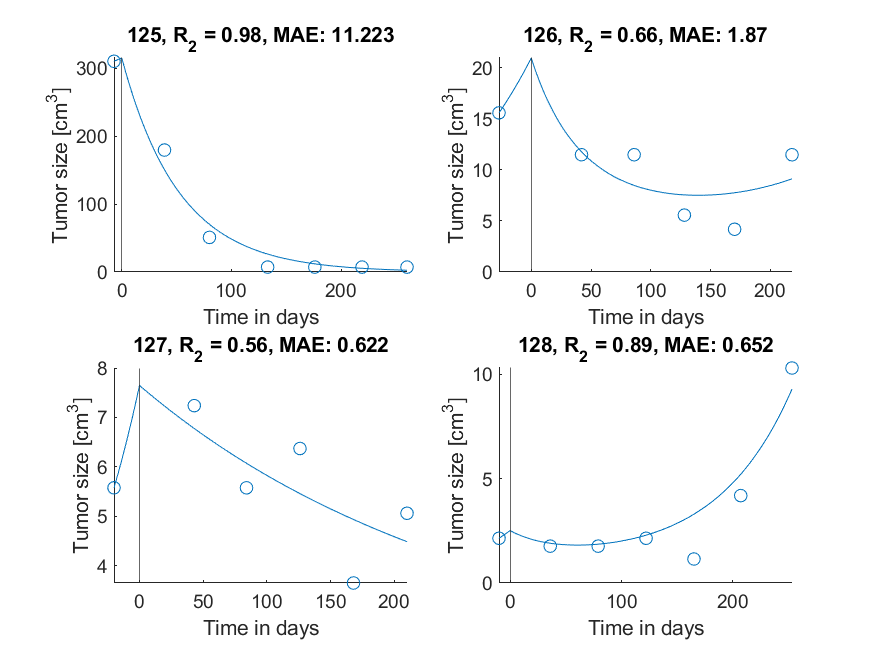 125, R2 = 0.98, MAE: 11.223
Tumor size [cm3]
300
200
100
0
0 100 200
Time in days
126, R2 = 0.66, MAE: 1.87
Tumor size [cm3]
20
15
10
5
0
0 50 100 150 200
Time in days
127, R2 = 0.56, MAE: 0.622
Tumor size [cm3]
8
7
6
5
4
0 50 100 150 200
Time in days
128, R2 = 0.89, MAE: 0.652
Tumor size [cm3]
10
5
0
0 100 200
Time in days